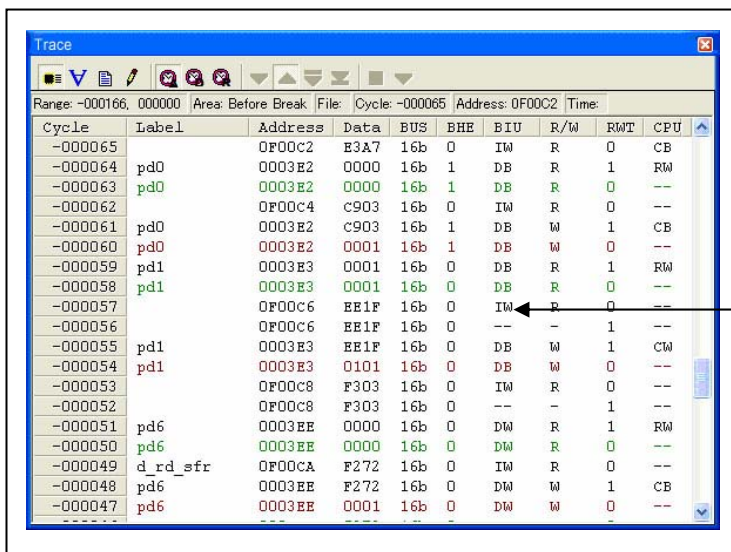 Trace
Range: -000166, 000000 Area: Before Break File: Cycle: -000065 Address: 0F00C2 Time:
Cycle Label Address Data BUS BHE BIU R/W RWT CPU
-000065 0F00C2 E3A7 16b 0 IW R 0 CB
-000064 pd0 0003E2 0000 16b 1 DB R 1 RW
-000063 pd0 0003E2 0000 16b 1 DB R 0 --
-000062 0F00C4 C903 16b 0 IW R 0 --
-000061 pd0 0003E2 C903 16b 1 DB W 1 CB
-000060 pd0 0003E2 0001 16b 1 DB W 0 --
-000059 pd1 0003E3 0001 16b 0 DB R 1 RW
-000058 pd1 0003E3 0001 16b 0 DB R 0 --
-000057 0F00C6 EE1F 16b 0 IW R 0 --
-000056 0F00C6 EE1F 16b 0 -- - 1 --
-000055 pd1 0003E3 EE1F 16b 0 DB W 1 CW
-000054 pd1 0003E3 0101 16b 0 DB W 0 --
-000053 0F00C8 F303 16b 0 IW R 0 --
-000052 0F00C8 F303 16b 0 -- - 1 --
-000051 pd6 0003EE 0000 16b 0 DW R 1 RW
-000050 pd6 0003EE 0000 16b 0 DW R 0 --
-000049 d_rd_sfr 0F00CA F272 16b 0 IW R 0 --
-000048 pd6 0003EE F272 16b 0 DW W 1 CB
-000047 pd6 0003EE 0001 16b 0 DW W 0 --